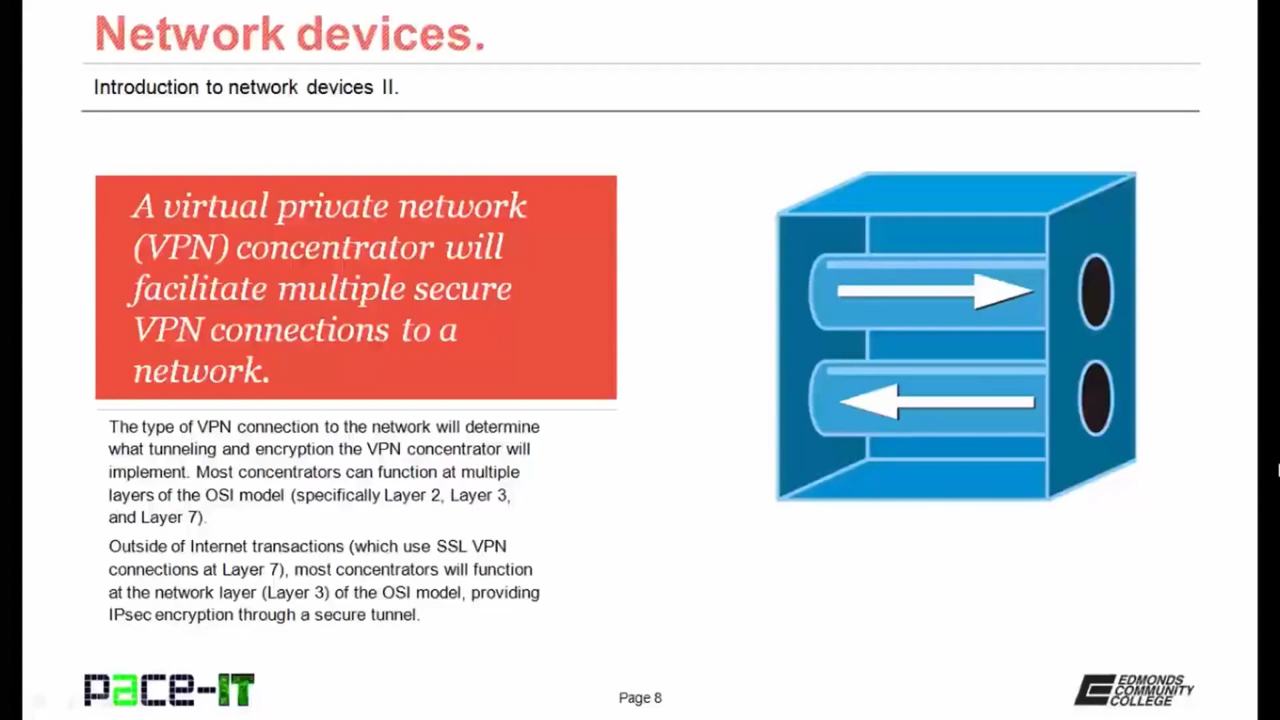 Network devices.
Introduction to network devices II.
A virtual private network
(VPN) concentrator will
facilitate multiple secure
VPN connections to a
network.
The type of VPN connection to the network will determine
what tunneling and encryption the VPN concentrator will
implement. Most concentrators can function at multiple
layers of the OSI model (specifically Layer 2, Layer 3,
and Layer 7).
Outside of Internet transactions (which use SSL VPN
connections at Layer 7), most concentrators will function
at the network layer (Layer 3) of the OSI model, providing
IPsec encryption through a secure tunnel.
pace-IT
Page 8
EDMONDS
COMMUNITY
COLLEGE